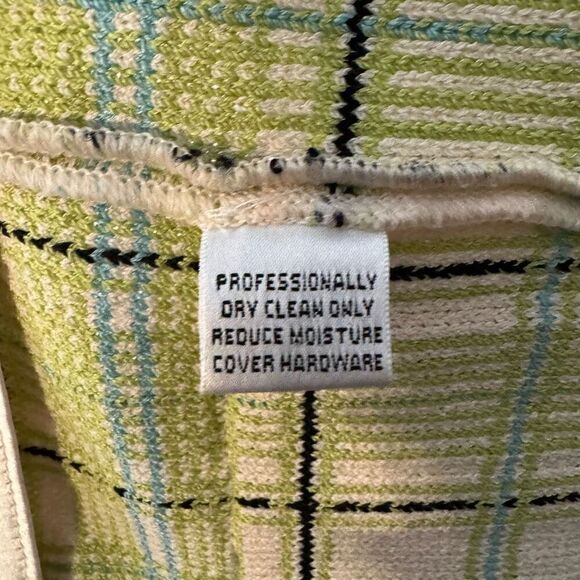 PROFESSIONALLY
DRY CLEAN ONLY
REDUCE MOISTURE
COVER HARDWARE